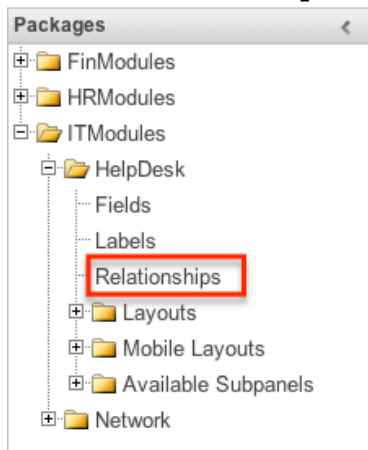 Packages
FinModules
HRModules
ITModules
HelpDesk
Fields
Labels
Relationships
Layouts
Mobile Layouts
Available Subpanels
Network